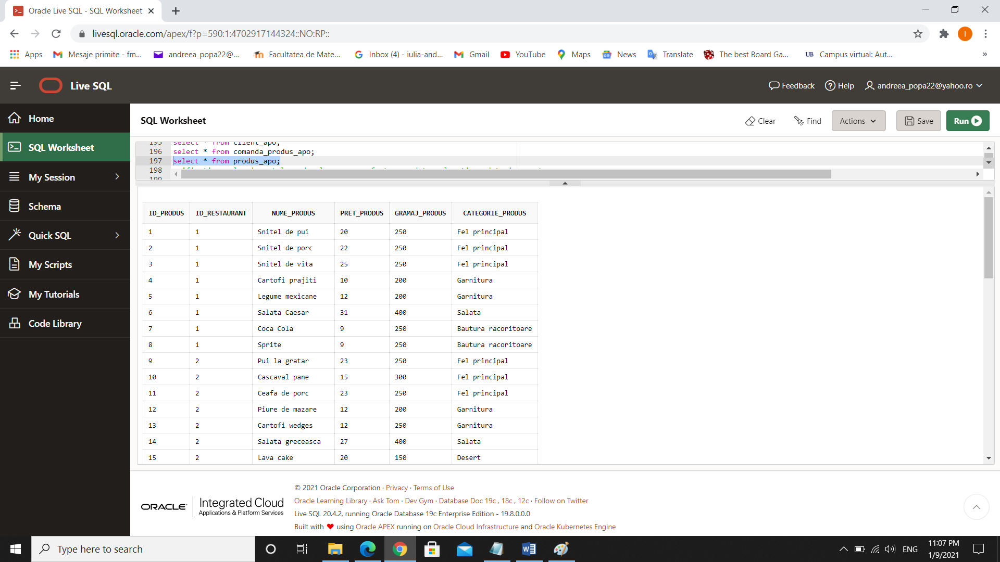 Oracle Live SQL - SQL Worksheet
livesql.oracle.com/apex/f?p=590:1:4702917144324::NO:RP::
I
Apps
Mesaje primite - fm...
andreea_popa22@...
Facultatea de Mate...
Inbox (4) - iulia-and...
Gmail
YouTube
Maps
News
Translate
The best Board Ga...
UB Campus virtual: Aut...
Live SQL
Feedback
Help
andreea_popa22@yahoo.ro
Home
SQL Worksheet
My Session
Schema
Quick SQL
My Scripts
My Tutorials
Code Library
SQL Worksheet
Clear
Find
Actions
Save
Run
195 select * from client_apo;
196 select * from comanda_produs_apo;
197 select * from produs_apo;
198
199
ID_PRODUS ID_RESTAURANT NUME_PRODUS PRET_PRODUS GRAMAJ_PRODUS CATEGORIE_PRODUS
1 1 Snitel de pui 20 250 Fel principal
2 1 Snitel de porc 22 250 Fel principal
3 1 Snitel de vita 25 250 Fel principal
4 1 Cartofi prajiti 10 200 Garnitura
5 1 Legume mexicane 12 200 Garnitura
6 1 Salata Caesar 31 400 Salata
7 1 Coca Cola 9 250 Bautura racoritoare
8 1 Sprite 9 250 Bautura racoritoare
9 2 Pui la gratar 23 250 Fel principal
10 2 Cascaval pane 15 300 Fel principal
11 2 Ceafa de porc 23 250 Fel principal
12 2 Piure de mazare 12 200 Garnitura
13 2 Cartofi wedges 12 250 Garnitura
14 2 Salata greceasca 27 400 Salata
15 2 Lava cake 20 150 Desert
ORACLE Integrated Cloud
Applications & Platform Services
© 2021 Oracle Corporation · Privacy · Terms of Use
Oracle Learning Library · Ask Tom · Dev Gym · Database Doc 19c, 18c, 12c · Follow on Twitter
Live SQL 20.4.2, running Oracle Database 19c Enterprise Edition - 19.8.0.0.0
Built with ❤ using Oracle APEX running on Oracle Cloud Infrastructure and Oracle Kubernetes Engine
Type here to search
ENG
11:07 PM
1/9/2021